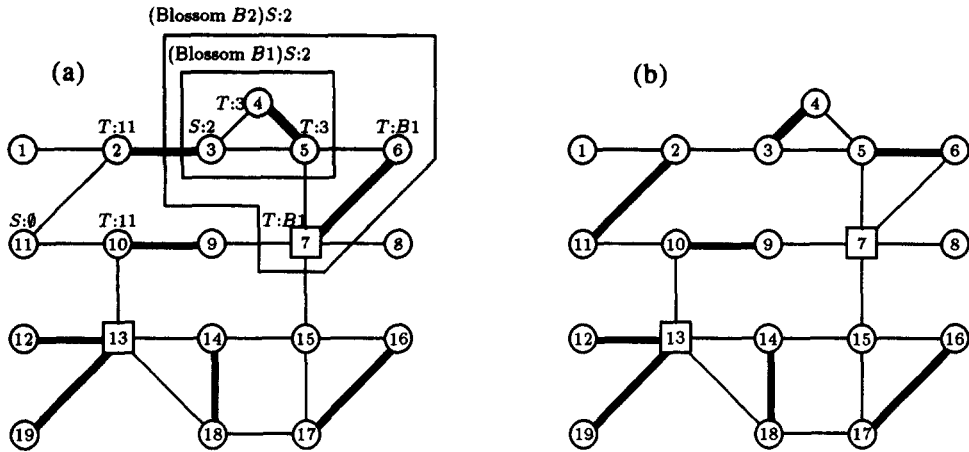 (Blossom B2)S:2
(a)
(Blossom B1)S:2
(b)
T:3 4
4
T:11 S:2 T:3 T:B1
1 2 3 5 6
1 2 3 5 6
S:∅ T:11 T:B1
11 10 9 7 8
11 10 9 7 8
12 13 14 15 16
12 13 14 15 16
19 18 17
19 18 17